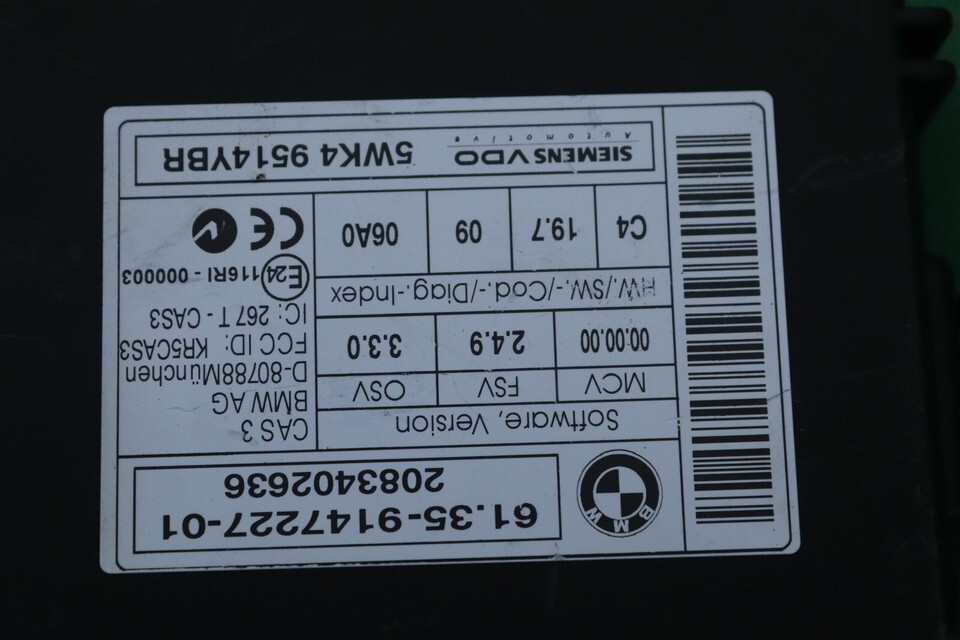 BMW
61.35-9147227-01
2083402636
Software, Version
MCV FSV OSV
00.00.00 2.4.9 3.3.0
HW./SW.-/Cod.-/Diag.-Index
C4 19.7 09 06A0
CAS 3
BMW AG
D-80788München
FCC ID: KR5CAS3
IC: 267T - CAS3
E24 116RI - 000003
CE
SIEMENS VDO
Automotive
5WK4 9514YBR